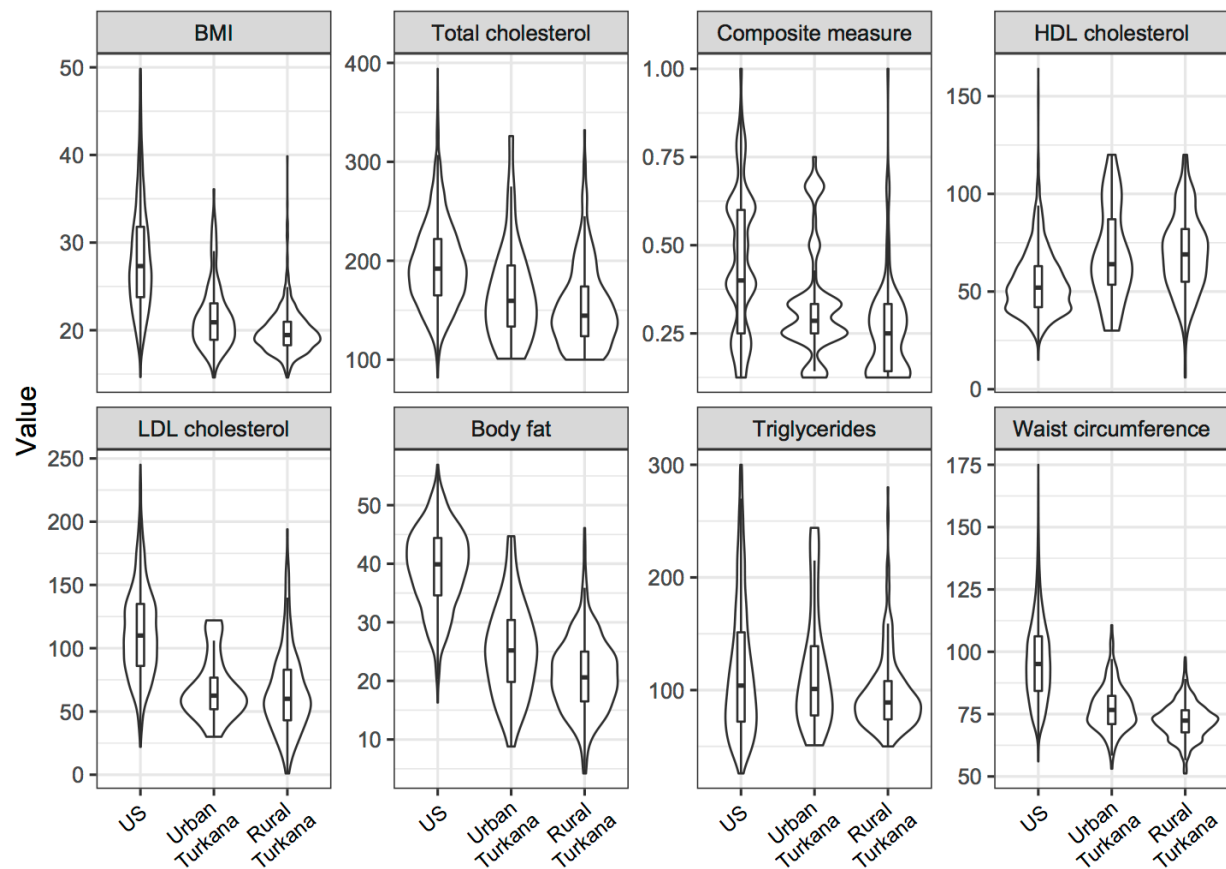 BMI
Total cholesterol
Composite measure
HDL cholesterol
50
40
30
20
400
300
200
100
1.00
0.75
0.50
0.25
150
100
50
0
Value
LDL cholesterol
Body fat
Triglycerides
Waist circumference
250
200
150
100
50
0
50
40
30
20
10
300
200
100
175
150
125
100
75
50
US
Urban
Turkana
Rural
Turkana
US
Urban
Turkana
Rural
Turkana
US
Urban
Turkana
Rural
Turkana
US
Urban
Turkana
Rural
Turkana